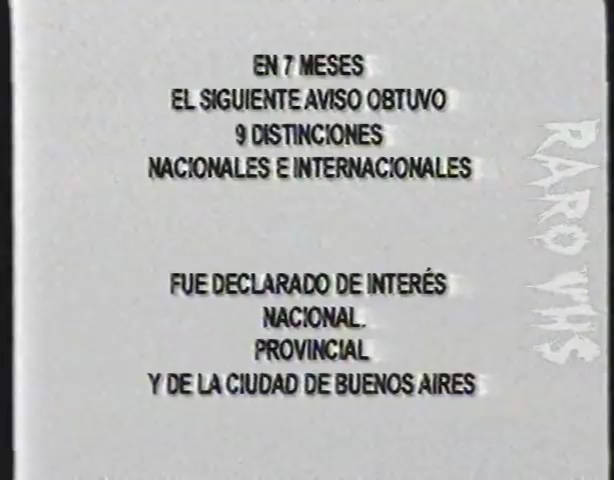 EN 7 MESES
EL SIGUIENTE AVISO OBTUVO
9 DISTINCIONES
NACIONALES E INTERNACIONALES
FUE DECLARADO DE INTERÉS
NACIONAL.
PROVINCIAL
Y DE LA CIUDAD DE BUENOS AIRES
RARO VHS